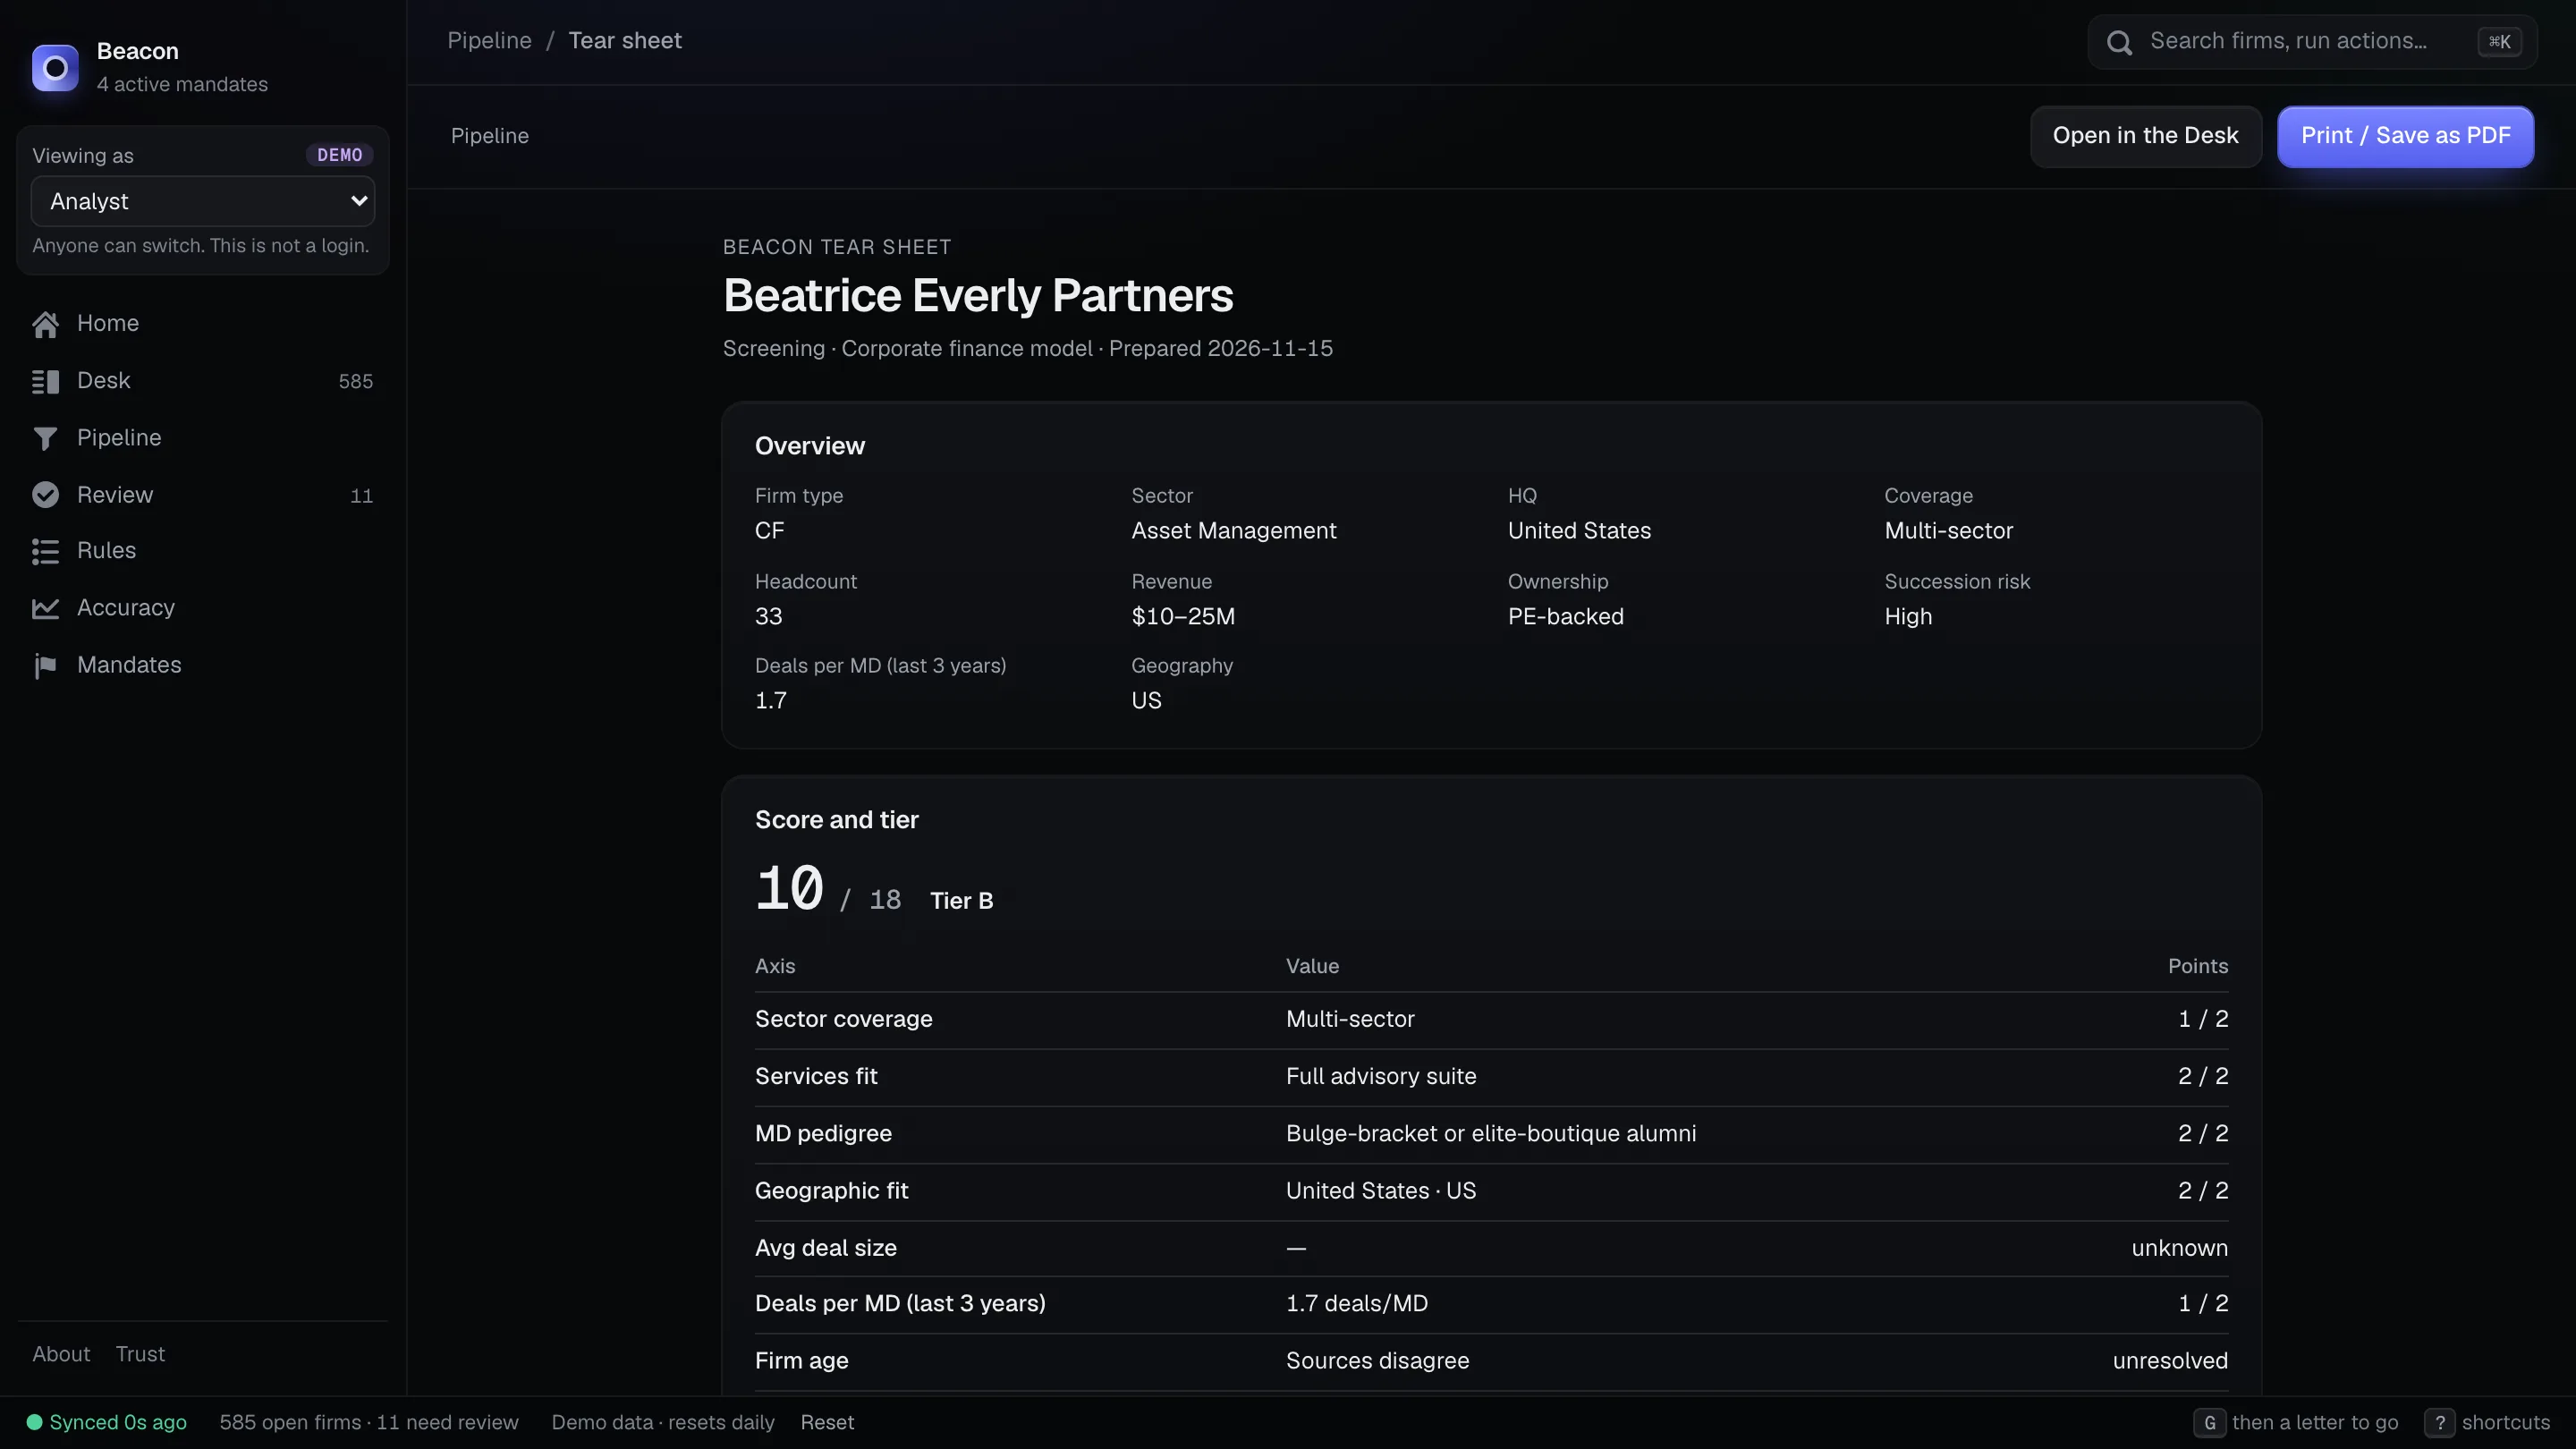 Beacon
4 active mandates
Viewing as DEMO
Analyst
Anyone can switch. This is not a login.
Home
Desk 585
Pipeline
Review 11
Rules
Accuracy
Mandates
About Trust
Pipeline / Tear sheet
Search firms, run actions... ⌘K
Pipeline
Open in the Desk
Print / Save as PDF
BEACON TEAR SHEET
Beatrice Everly Partners
Screening · Corporate finance model · Prepared 2026-11-15
Overview
Firm type Sector HQ Coverage
CF Asset Management United States Multi-sector
Headcount Revenue Ownership Succession risk
33 $10–25M PE-backed High
Deals per MD (last 3 years) Geography
1.7 US
Score and tier
10 / 18 Tier B
Axis Value Points
Sector coverage Multi-sector 1 / 2
Services fit Full advisory suite 2 / 2
MD pedigree Bulge-bracket or elite-boutique alumni 2 / 2
Geographic fit United States · US 2 / 2
Avg deal size — unknown
Deals per MD (last 3 years) 1.7 deals/MD 1 / 2
Firm age Sources disagree unresolved
Synced 0s ago 585 open firms · 11 need review Demo data · resets daily Reset
G then a letter to go ? shortcuts